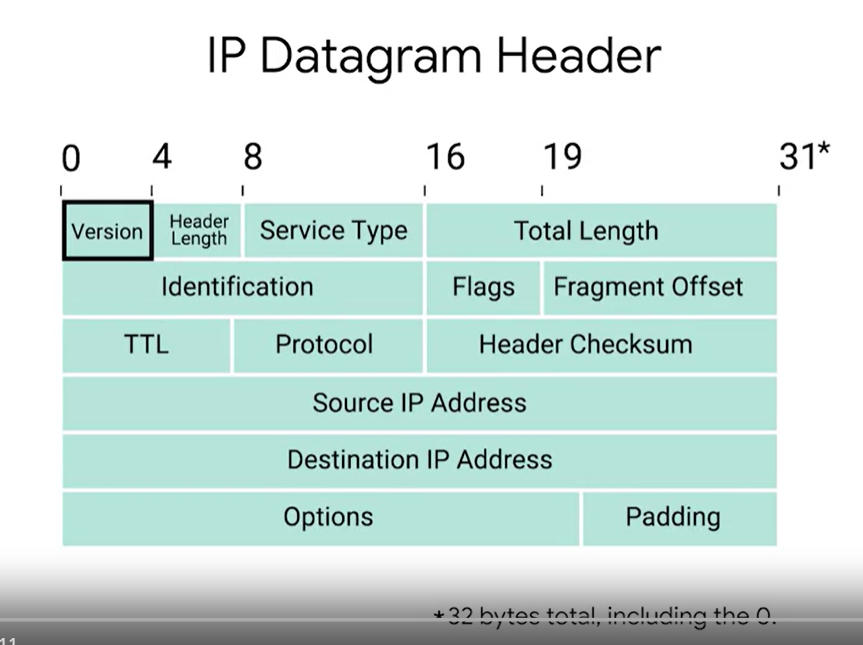 IP Datagram Header
0 4 8 16 19 31*
Version Header Length Service Type Total Length
Identification Flags Fragment Offset
TTL Protocol Header Checksum
Source IP Address
Destination IP Address
Options Padding
*32 bytes total, including the 0.
11